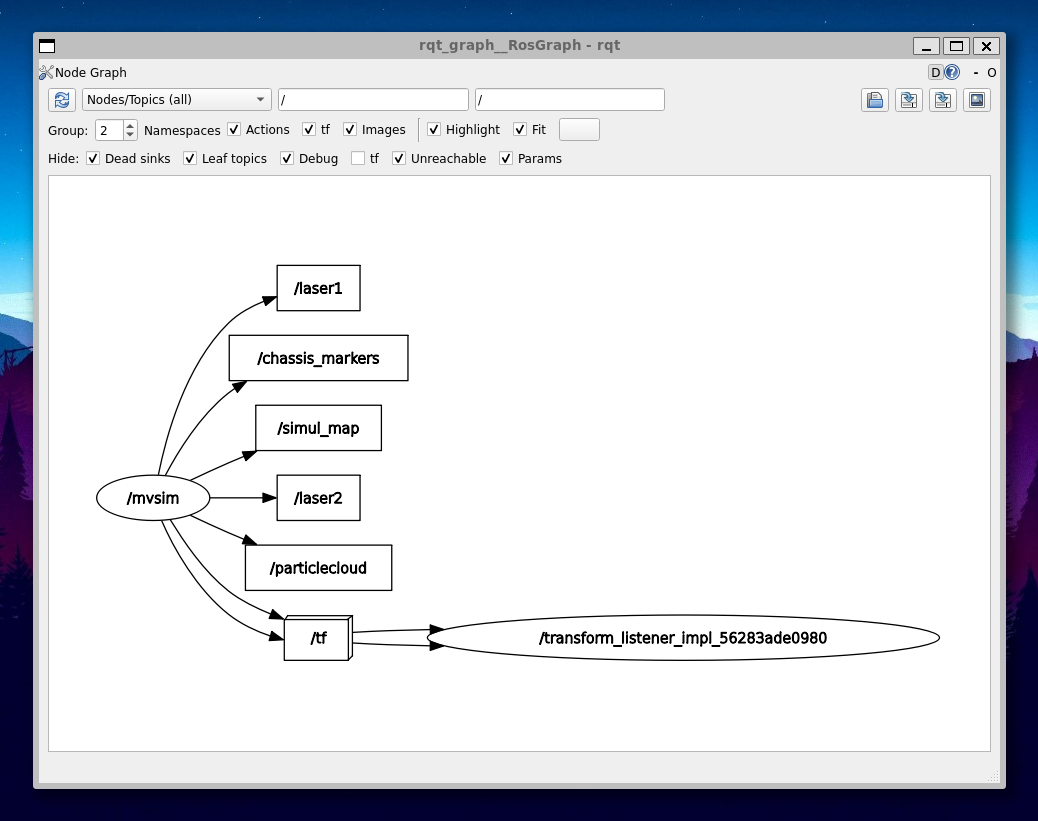 rqt_graph__RosGraph - rqt
Node Graph D ? - O
Nodes/Topics (all) / /
Group: 2 Namespaces Actions tf Images Highlight Fit
Hide: Dead sinks Leaf topics Debug tf Unreachable Params
/laser1
/chassis_markers
/simul_map
/mvsim /laser2
/particlecloud
/tf /transform_listener_impl_56283ade0980